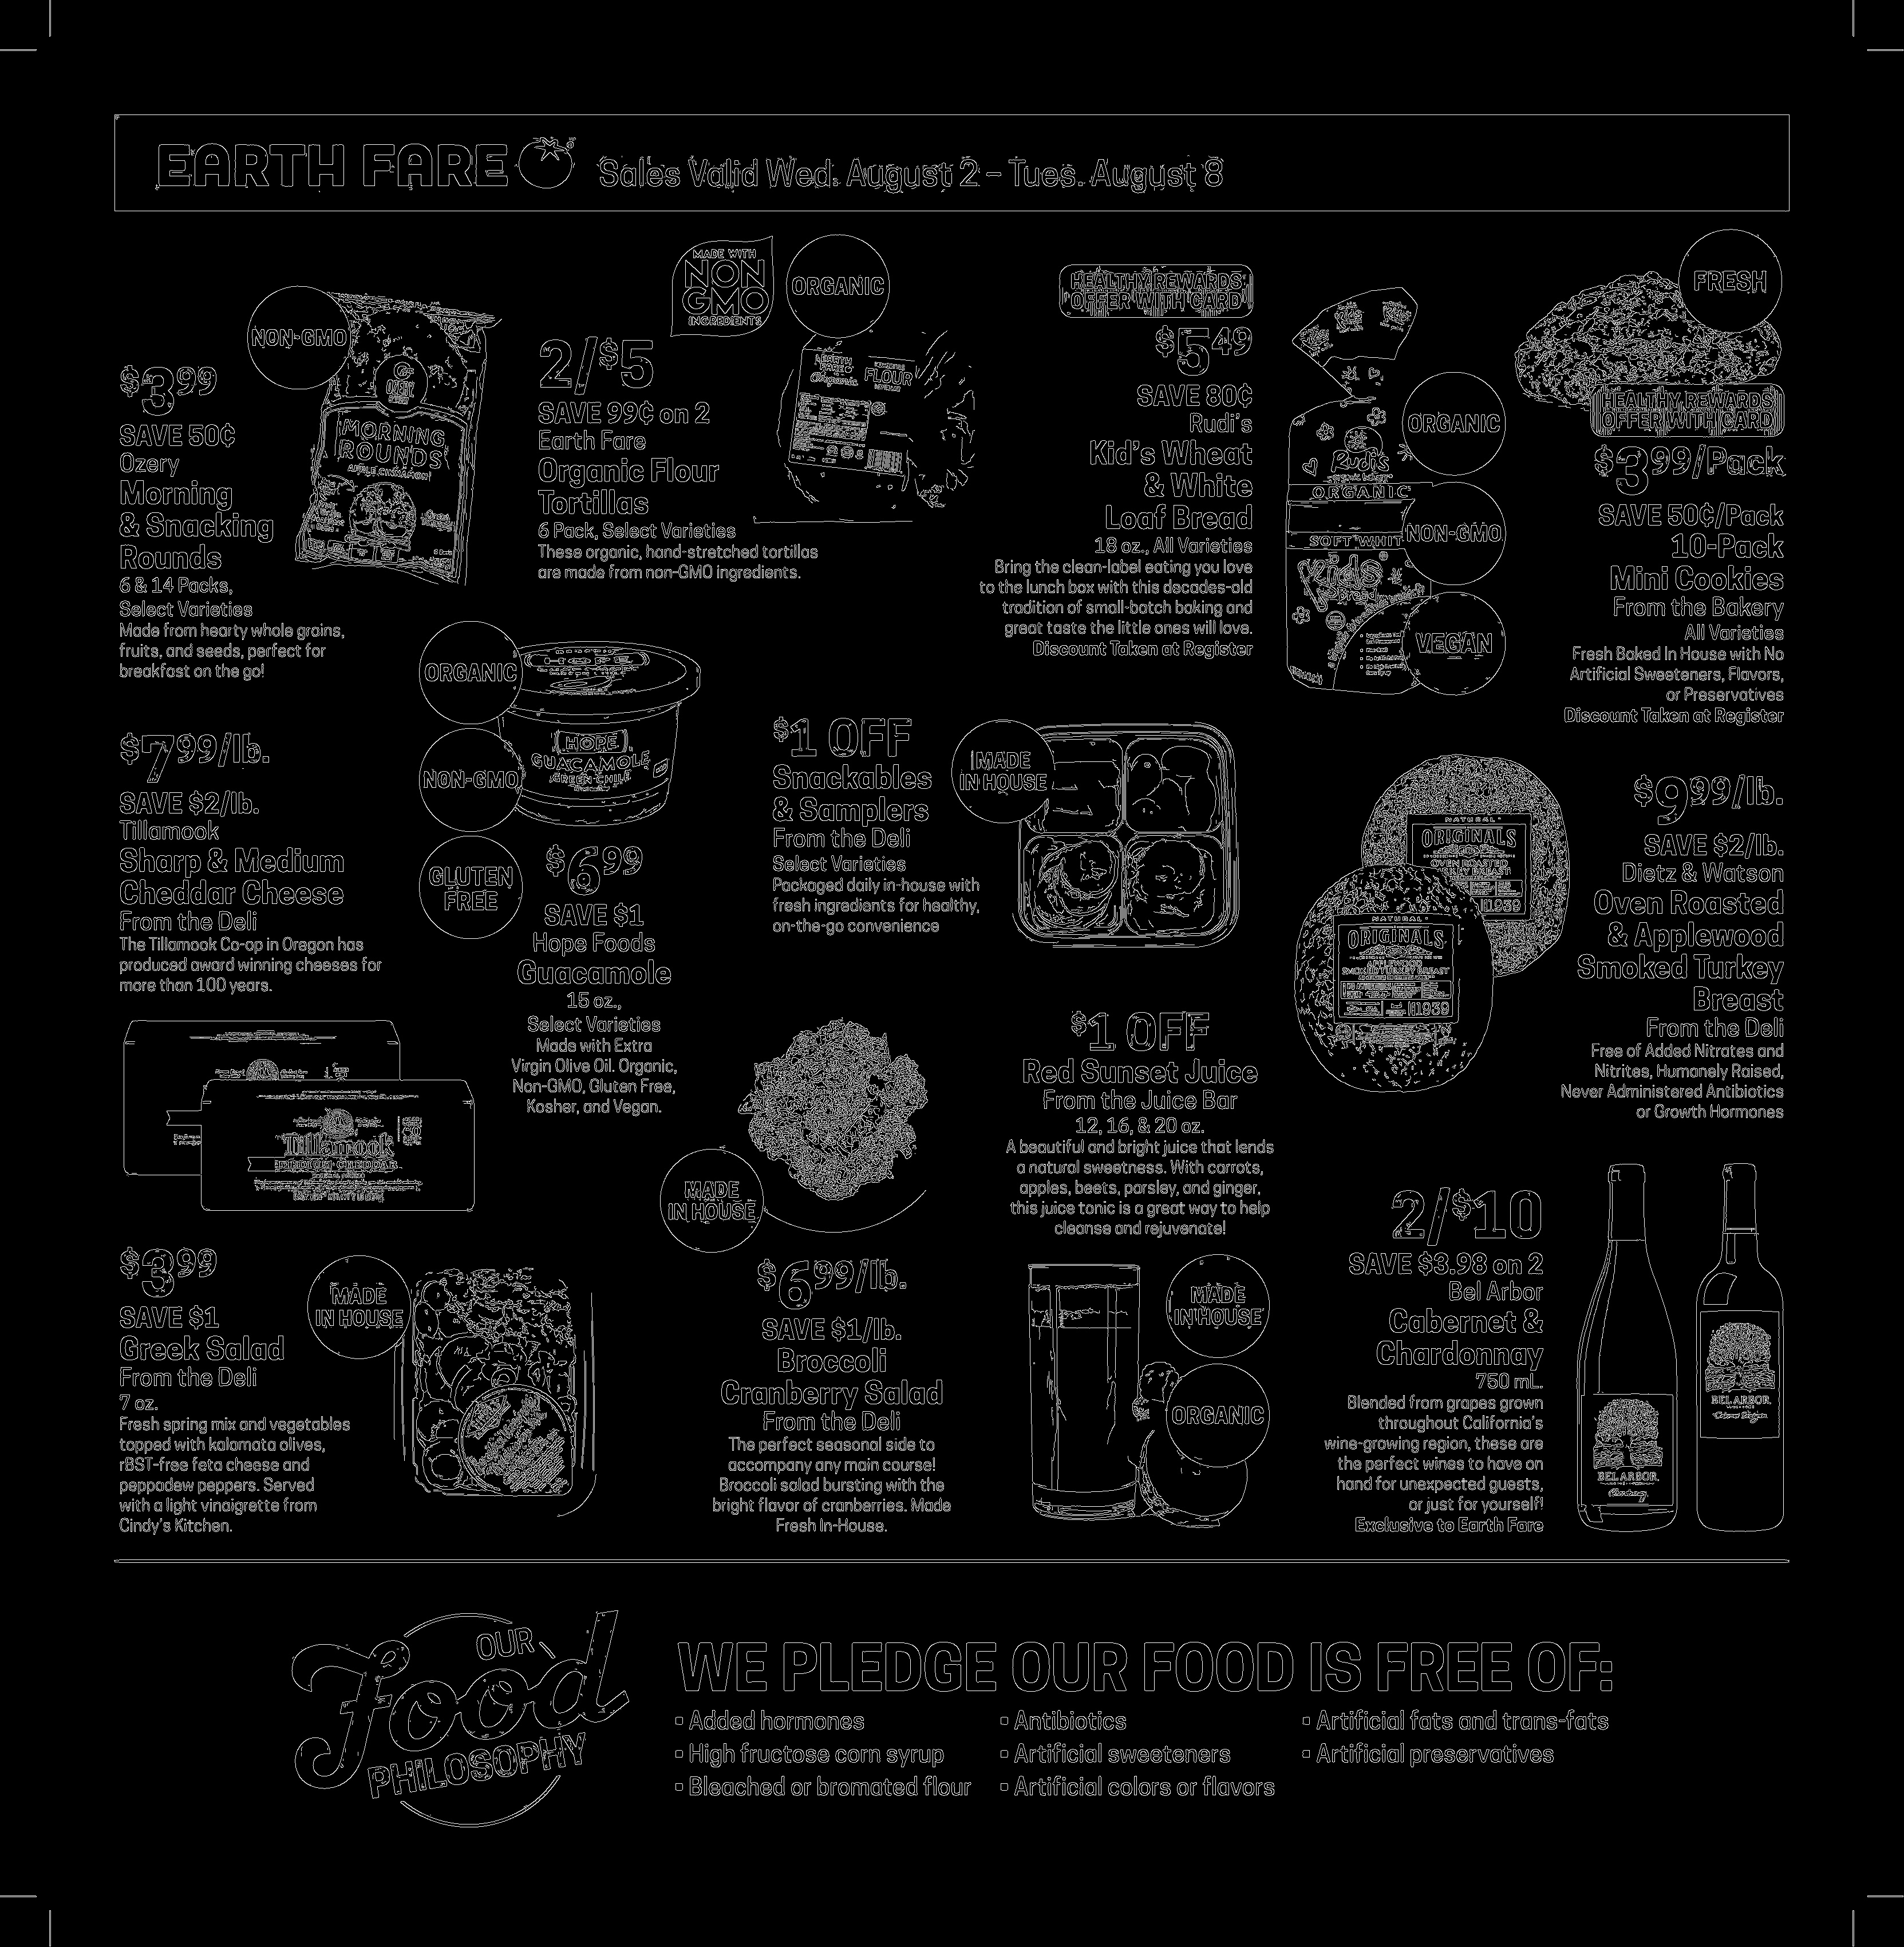 EARTH FARE
Sales Valid Wed. August 2 – Tues. August 8
NON-GMO
MORNING
ROUNDS
APPLE CINNAMON
$3.99
SAVE 50¢
Ozery
Morning
& Snacking
Rounds
6 & 14 Packs,
Select Varieties
Made from hearty whole grains,
fruits, and seeds, perfect for
breakfast on the go!
MADE WITH
NON
GMO
INGREDIENTS
ORGANIC
FLOUR
2/$5
SAVE 99¢ on 2
Earth Fare
Organic Flour
Tortillas
6 Pack, Select Varieties
These organic, hand-stretched tortillas
are made from non-GMO ingredients.
HEALTHY REWARDS
OFFER WITH CARD
$5.49
SAVE 80¢
Rudi's
Kid's Wheat
& White
Loaf Bread
18 oz., All Varieties
Bring the clean-label eating you love
to the lunch box with this decades-old
tradition of small-batch baking and
great taste the little ones will love.
Discount Taken at Register
Rudi's
ORGANIC
SOFT WHIT
Kids
ORGANIC
NON-GMO
VEGAN
FRESH
HEALTHY REWARDS
OFFER WITH CARD
$3.99/Pack
SAVE 50¢/Pack
10-Pack
Mini Cookies
From the Bakery
All Varieties
Fresh Baked In House with No
Artificial Sweeteners, Flavors,
or Preservatives
Discount Taken at Register
$7.99/lb.
SAVE $2/lb.
Tillamook
Sharp & Medium
Cheddar Cheese
From the Deli
The Tillamook Co-op in Oregon has
produced award winning cheeses for
more than 100 years.
Tillamook
MEDIUM CHEDDAR
ORGANIC
NON-GMO
GLUTEN
FREE
HOPE
HOPE
GUACAMOLE
GREEN CHILE
$6.99
SAVE $1
Hope Foods
Guacamole
15 oz.,
Select Varieties
Made with Extra
Virgin Olive Oil. Organic,
Non-GMO, Gluten Free,
Kosher, and Vegan.
$1 OFF
Snackables
& Samplers
From the Deli
Select Varieties
Packaged daily in-house with
fresh ingredients for healthy,
on-the-go convenience
MADE
IN HOUSE
NATURAL
ORIGINALS
OVEN ROASTED
1939
NATURAL
ORIGINALS
APPLEWOOD
SMOKED TURKEY BREAST
1939
$9.99/lb.
SAVE $2/lb.
Dietz & Watson
Oven Roasted
& Applewood
Smoked Turkey
Breast
From the Deli
Free of Added Nitrates and
Nitrites, Humanely Raised,
Never Administered Antibiotics
or Growth Hormones
$1 OFF
Red Sunset Juice
From the Juice Bar
12, 16, & 20 oz.
A beautiful and bright juice that lends
a natural sweetness. With carrots,
apples, beets, parsley, and ginger,
this juice tonic is a great way to help
cleanse and rejuvenate!
MADE
IN HOUSE
ORGANIC
$3.99
SAVE $1
Greek Salad
From the Deli
7 oz.
Fresh spring mix and vegetables
topped with kalamata olives,
rBST-free feta cheese and
peppadew peppers. Served
with a light vinaigrette from
Cindy's Kitchen.
MADE
IN HOUSE
MADE
IN HOUSE
$6.99/lb.
SAVE $1/lb.
Broccoli
Cranberry Salad
From the Deli
The perfect seasonal side to
accompany any main course!
Broccoli salad bursting with the
bright flavor of cranberries. Made
Fresh In-House.
2/$10
SAVE $3.98 on 2
Bel Arbor
Cabernet &
Chardonnay
750 mL.
Blended from grapes grown
throughout California's
wine-growing region, these are
the perfect wines to have on
hand for unexpected guests,
or just for yourself!
Exclusive to Earth Fare
BEL ARBOR
BEL ARBOR
OUR
Food
PHILOSOPHY
WE PLEDGE OUR FOOD IS FREE OF:
• Added hormones
• High fructose corn syrup
• Bleached or bromated flour
• Antibiotics
• Artificial sweeteners
• Artificial colors or flavors
• Artificial fats and trans-fats
• Artificial preservatives